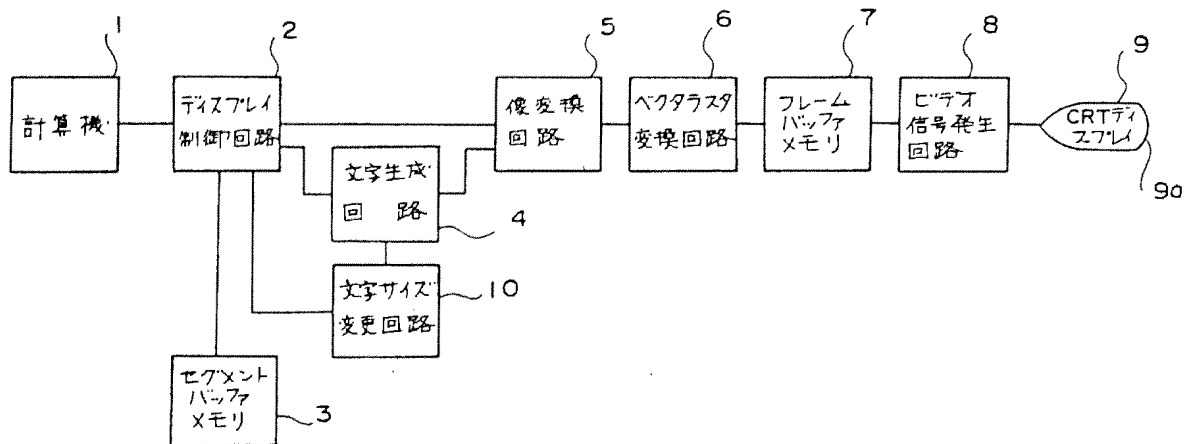 1
計算機
2
ディスプレイ
制御回路
3
セグメント
バッファ
メモリ
4
文字生成
回路
10
文字サイズ
変更回路
5
像変換
回路
6
ベクタラスタ
変換回路
7
フレーム
バッファ
メモリ
8
ビデオ
信号発生
回路
9
CRTディ
スプレイ
9a